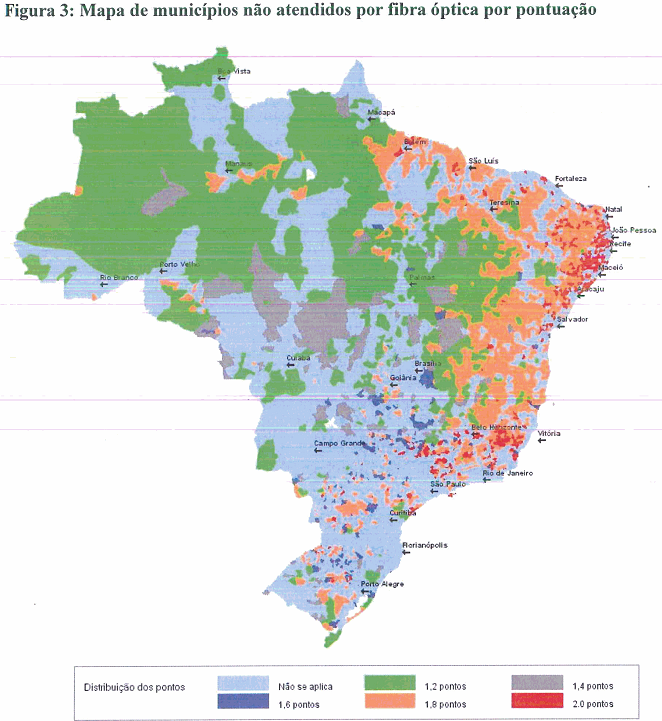 Figura 3: Mapa de municípios não atendidos por fibra óptica por pontuação
Boa Vista
Macapá
Belém
São Luís
Manaus
Fortaleza
Teresina
Natal
João Pessoa
Recife
Porto Velho
Maceió
Rio Branco
Palmas
Aracaju
Salvador
Cuiabá
Brasília
Goiânia
Belo Horizonte
Vitória
Campo Grande
Rio de Janeiro
São Paulo
Curitiba
Florianópolis
Porto Alegre
Distribuição dos pontos
Não se aplica
1,2 pontos
1,4 pontos
1,6 pontos
1,8 pontos
2.0 pontos